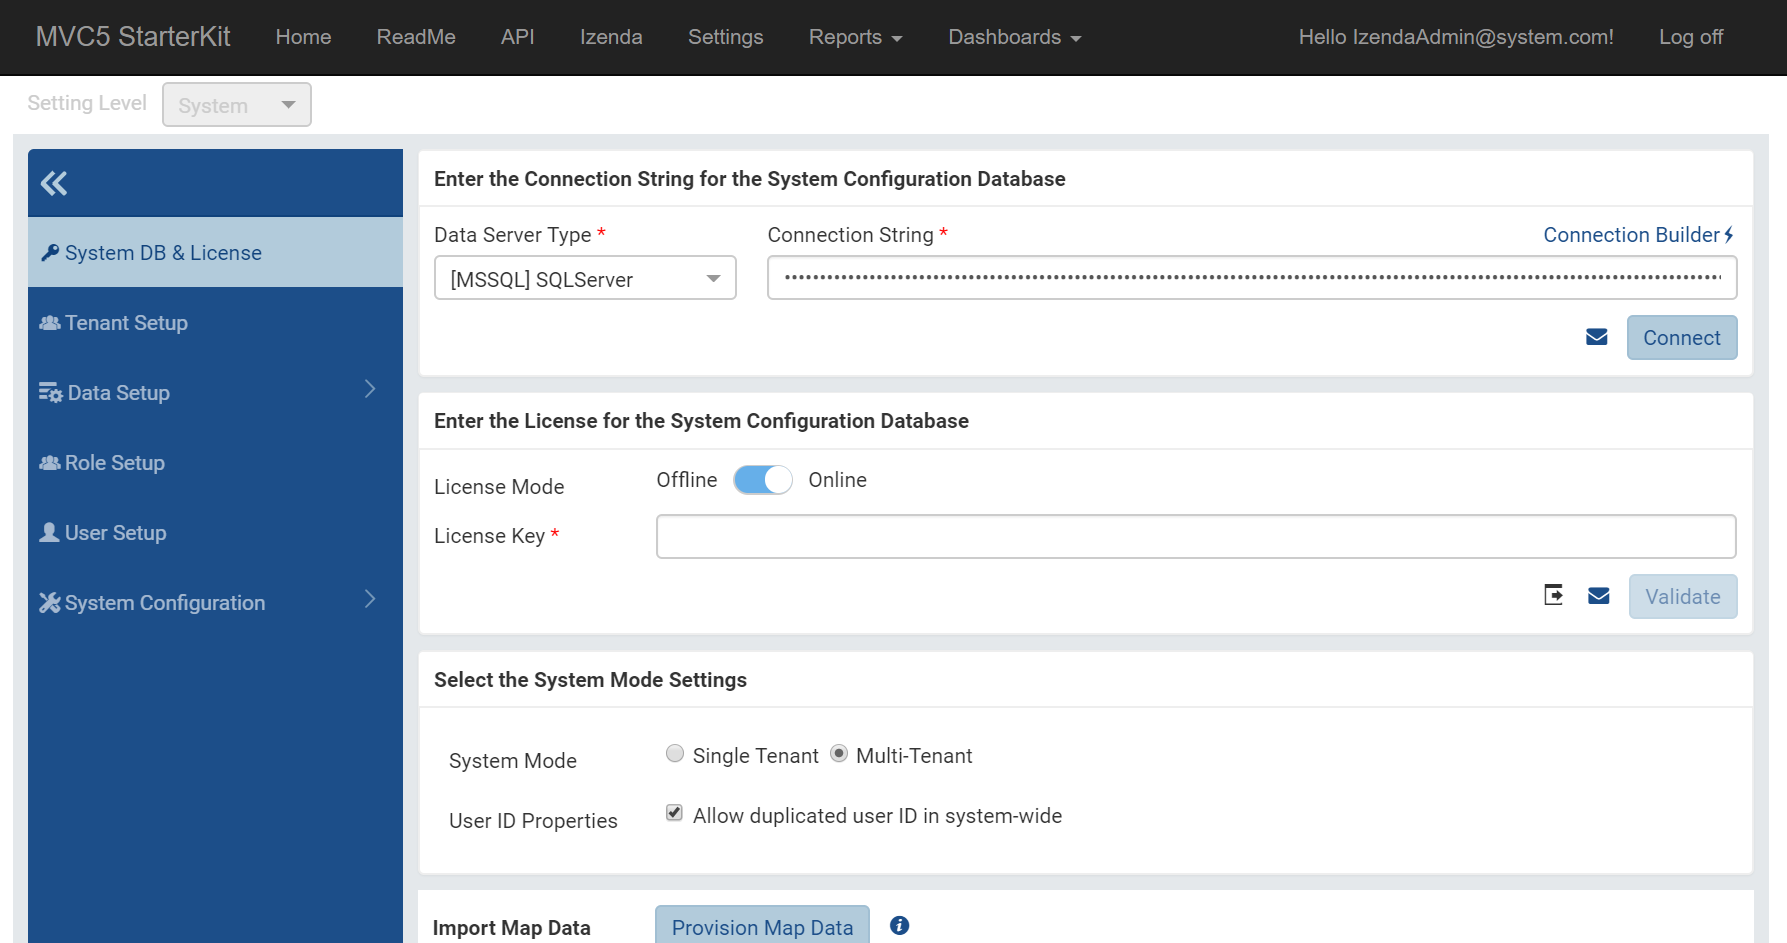 MVC5 StarterKit Home ReadMe API Izenda Settings Reports Dashboards Hello IzendaAdmin@system.com! Log off
Setting Level System
System DB & License
Tenant Setup
Data Setup
Role Setup
User Setup
System Configuration
Enter the Connection String for the System Configuration Database
Data Server Type * Connection String * Connection Builder
[MSSQL] SQLServer
Connect
Enter the License for the System Configuration Database
License Mode Offline Online
License Key *
Validate
Select the System Mode Settings
System Mode Single Tenant Multi-Tenant
User ID Properties Allow duplicated user ID in system-wide
Import Map Data Provision Map Data